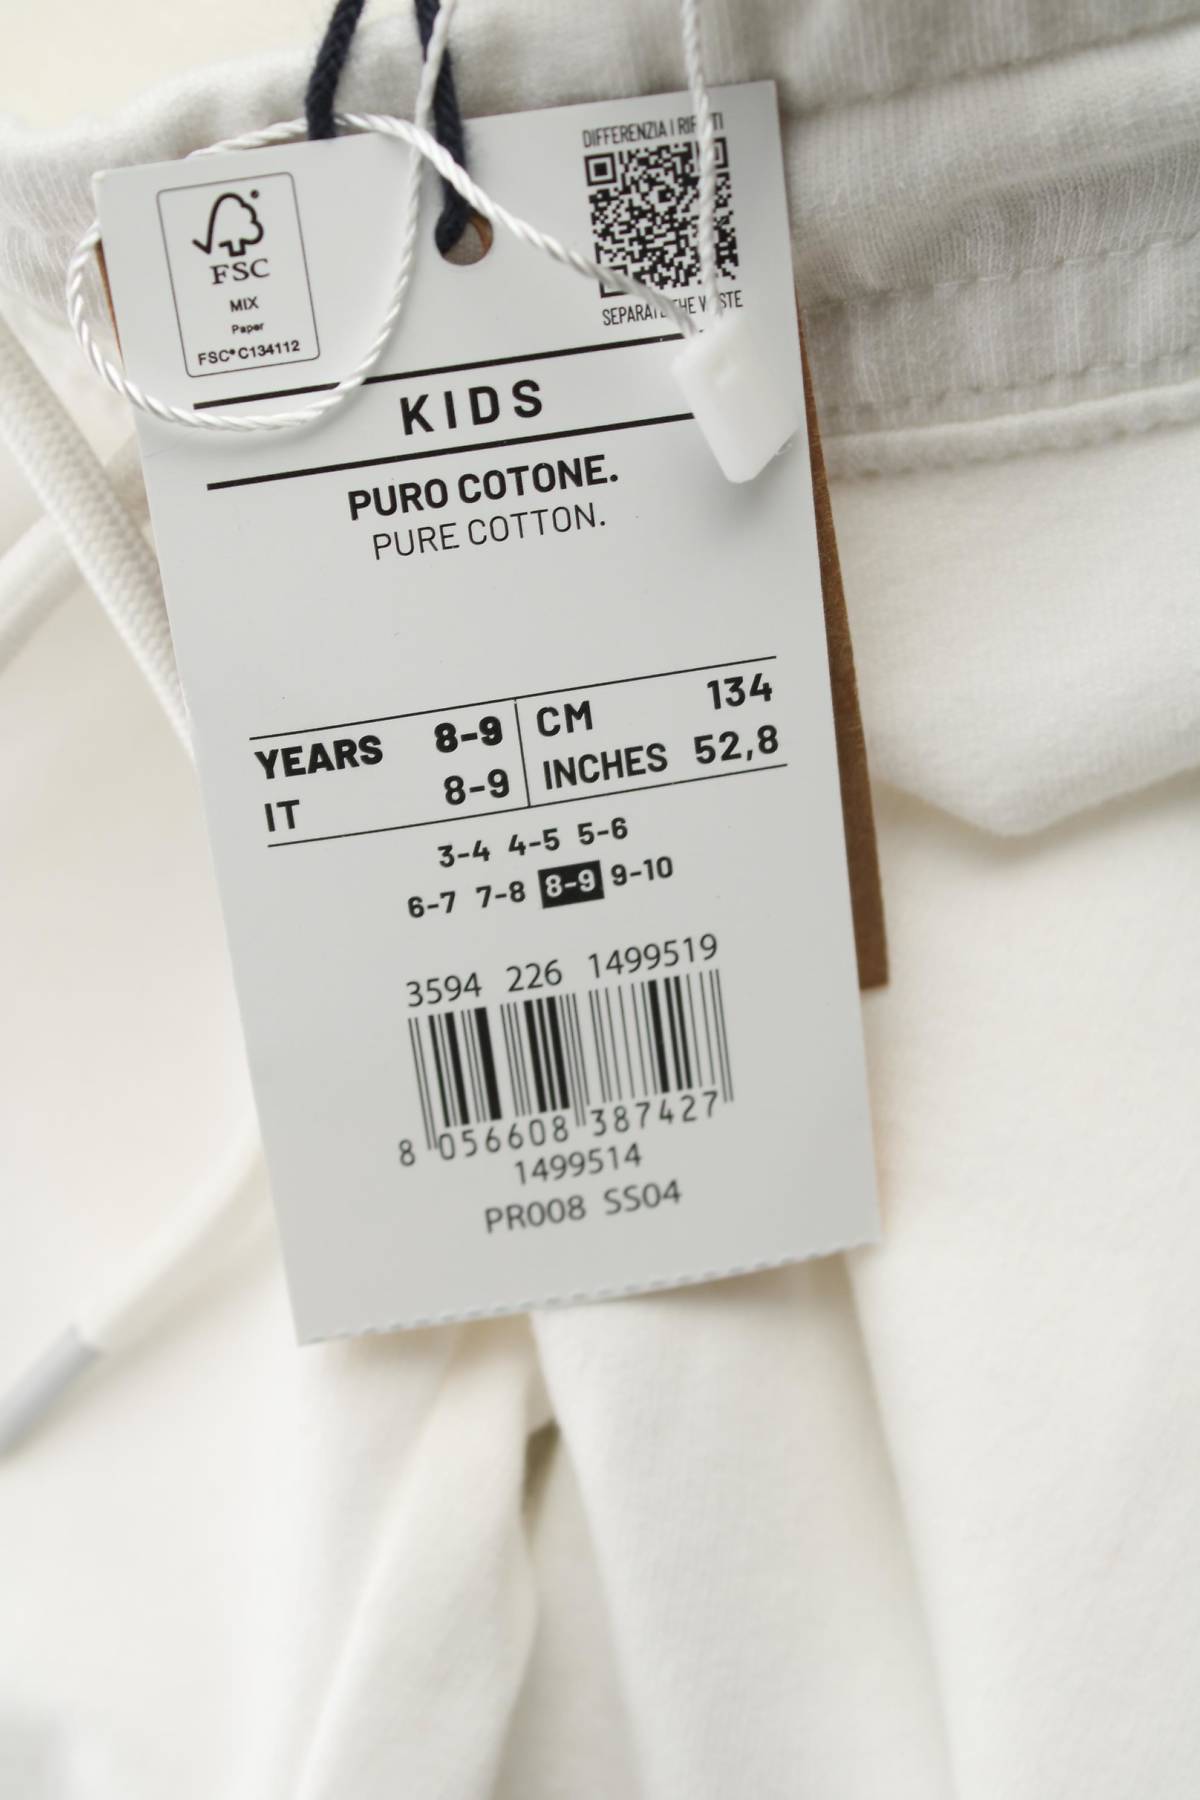 DIFFERENZIA I RIFIUTI
SEPARATE THE WASTE
FSC
MIX
Paper
FSC® C134112
KIDS
PURO COTONE.
PURE COTTON.
YEARS 8-9 CM 134
IT 8-9 INCHES 52,8
3-4 4-5 5-6
6-7 7-8 8-9 9-10
3594 226 1499519
8 056608 387427
1499514
PR008 SS04